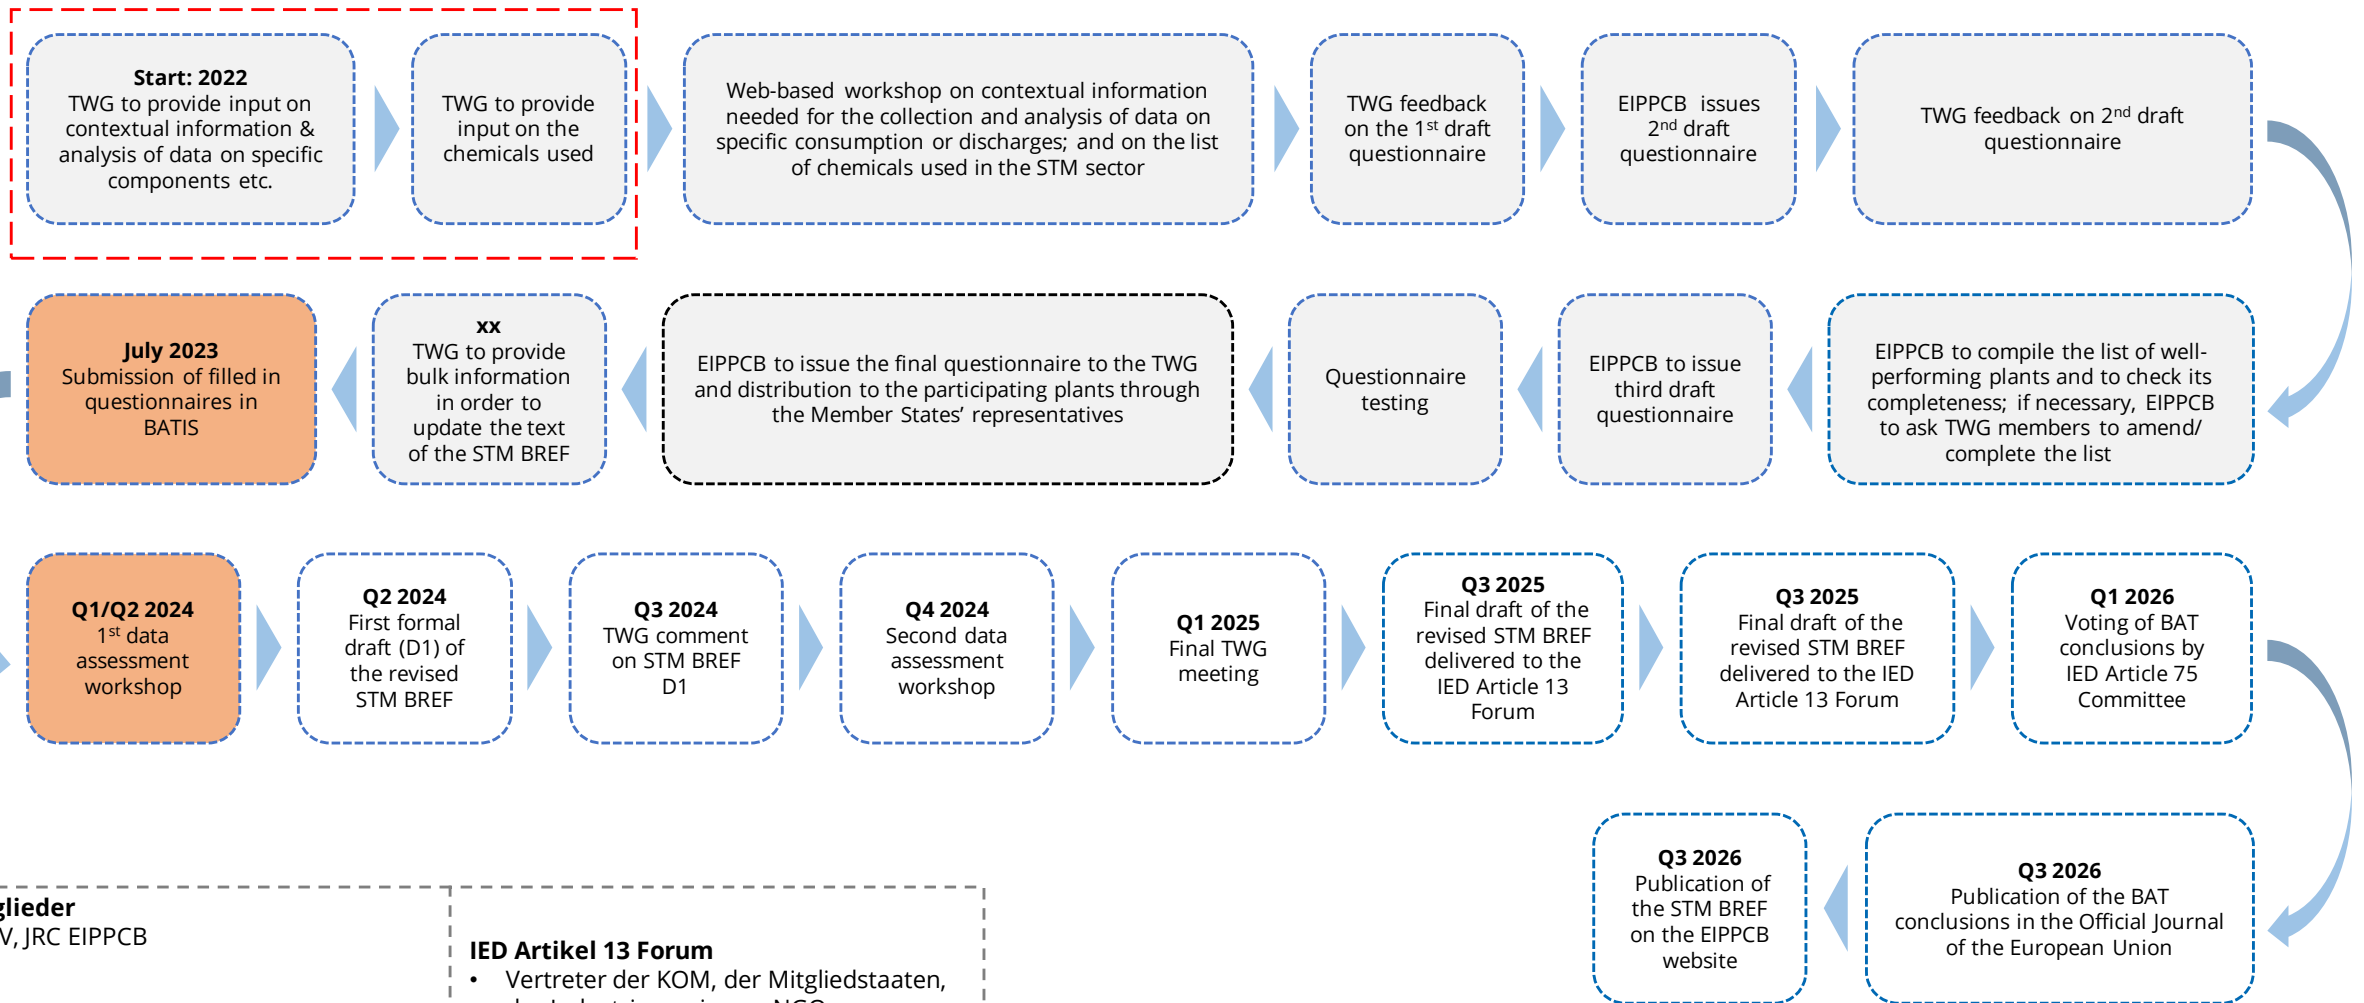 Start: 2022
TWG to provide input on
contextual information &
analysis of data on specific
components etc.
TWG to provide
input on the
chemicals used
Web-based workshop on contextual information
needed for the collection and analysis of data on
specific consumption or discharges; and on the list
of chemicals used in the STM sector
TWG feedback
on the 1st draft
questionnaire
EIPPCB issues
2nd draft
questionnaire
TWG feedback on 2nd draft
questionnaire
EIPPCB to compile the list of well-
performing plants and to check its
completeness; if necessary, EIPPCB
to ask TWG members to amend/
complete the list
EIPPCB to issue
third draft
questionnaire
Questionnaire
testing
EIPPCB to issue the final questionnaire to the TWG
and distribution to the participating plants through
the Member States’ representatives
xx
TWG to provide
bulk information
in order to
update the text
of the STM BREF
July 2023
Submission of filled in
questionnaires in
BATIS
Q1/Q2 2024
1st data
assessment
workshop
Q2 2024
First formal
draft (D1) of
the revised
STM BREF
Q3 2024
TWG comment
on STM BREF
D1
Q4 2024
Second data
assessment
workshop
Q1 2025
Final TWG
meeting
Q3 2025
Final draft of the
revised STM BREF
delivered to the
IED Article 13
Forum
Q3 2025
Final draft of the
revised STM BREF
delivered to the IED
Article 13 Forum
Q1 2026
Voting of BAT
conclusions by
IED Article 75
Committee
Q3 2026
Publication of the BAT
conclusions in the Official Journal
of the European Union
Q3 2026
Publication of
the STM BREF
on the EIPPCB
website
glieder
V, JRC EIPPCB
IED Artikel 13 Forum
• Vertreter der KOM, der Mitgliedstaaten,